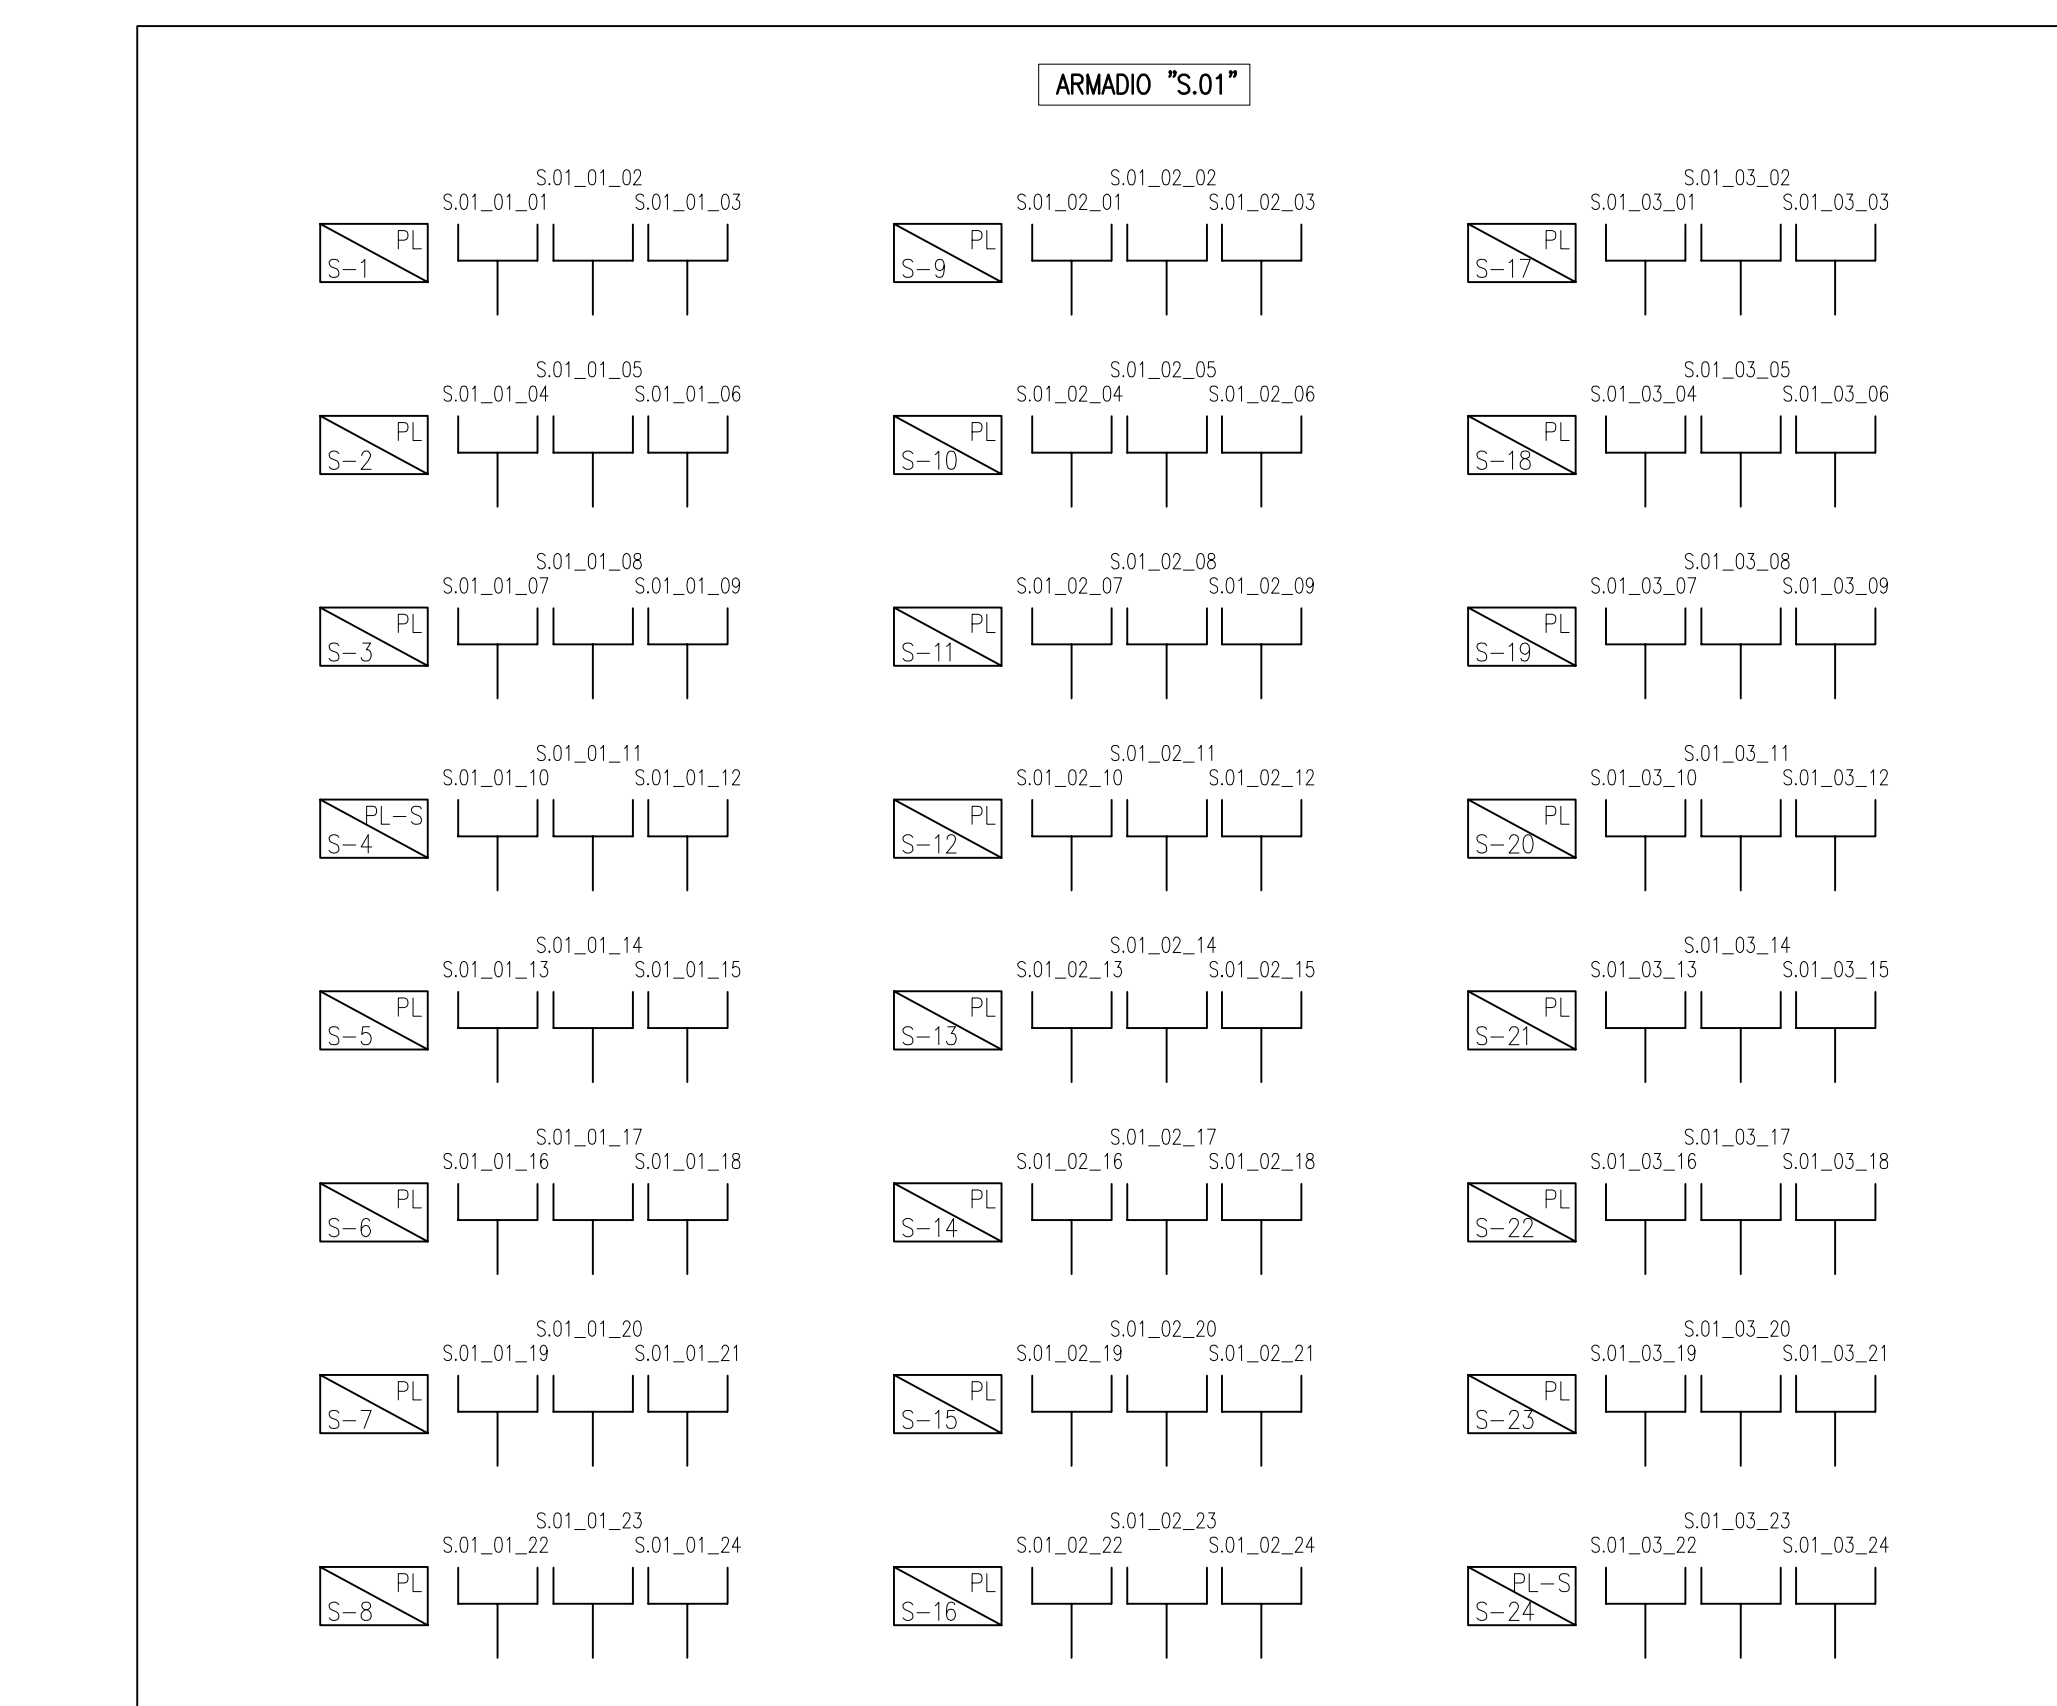 ARMADIO "S.01"
S.01_01_02 S.01_02_02 S.01_03_02
S.01_01_01 S.01_01_03 S.01_02_01 S.01_02_03 S.01_03_01 S.01_03_03
PL PL PL
S-1 S-9 S-17
S.01_01_05 S.01_02_05 S.01_03_05
S.01_01_04 S.01_01_06 S.01_02_04 S.01_02_06 S.01_03_04 S.01_03_06
PL PL PL
S-2 S-10 S-18
S.01_01_08 S.01_02_08 S.01_03_08
S.01_01_07 S.01_01_09 S.01_02_07 S.01_02_09 S.01_03_07 S.01_03_09
PL PL PL
S-3 S-11 S-19
S.01_01_11 S.01_02_11 S.01_03_11
S.01_01_10 S.01_01_12 S.01_02_10 S.01_02_12 S.01_03_10 S.01_03_12
PL-S PL PL
S-4 S-12 S-20
S.01_01_14 S.01_02_14 S.01_03_14
S.01_01_13 S.01_01_15 S.01_02_13 S.01_02_15 S.01_03_13 S.01_03_15
PL PL PL
S-5 S-13 S-21
S.01_01_17 S.01_02_17 S.01_03_17
S.01_01_16 S.01_01_18 S.01_02_16 S.01_02_18 S.01_03_16 S.01_03_18
PL PL PL
S-6 S-14 S-22
S.01_01_20 S.01_02_20 S.01_03_20
S.01_01_19 S.01_01_21 S.01_02_19 S.01_02_21 S.01_03_19 S.01_03_21
PL PL PL
S-7 S-15 S-23
S.01_01_23 S.01_02_23 S.01_03_23
S.01_01_22 S.01_01_24 S.01_02_22 S.01_02_24 S.01_03_22 S.01_03_24
PL PL PL-S
S-8 S-16 S-24